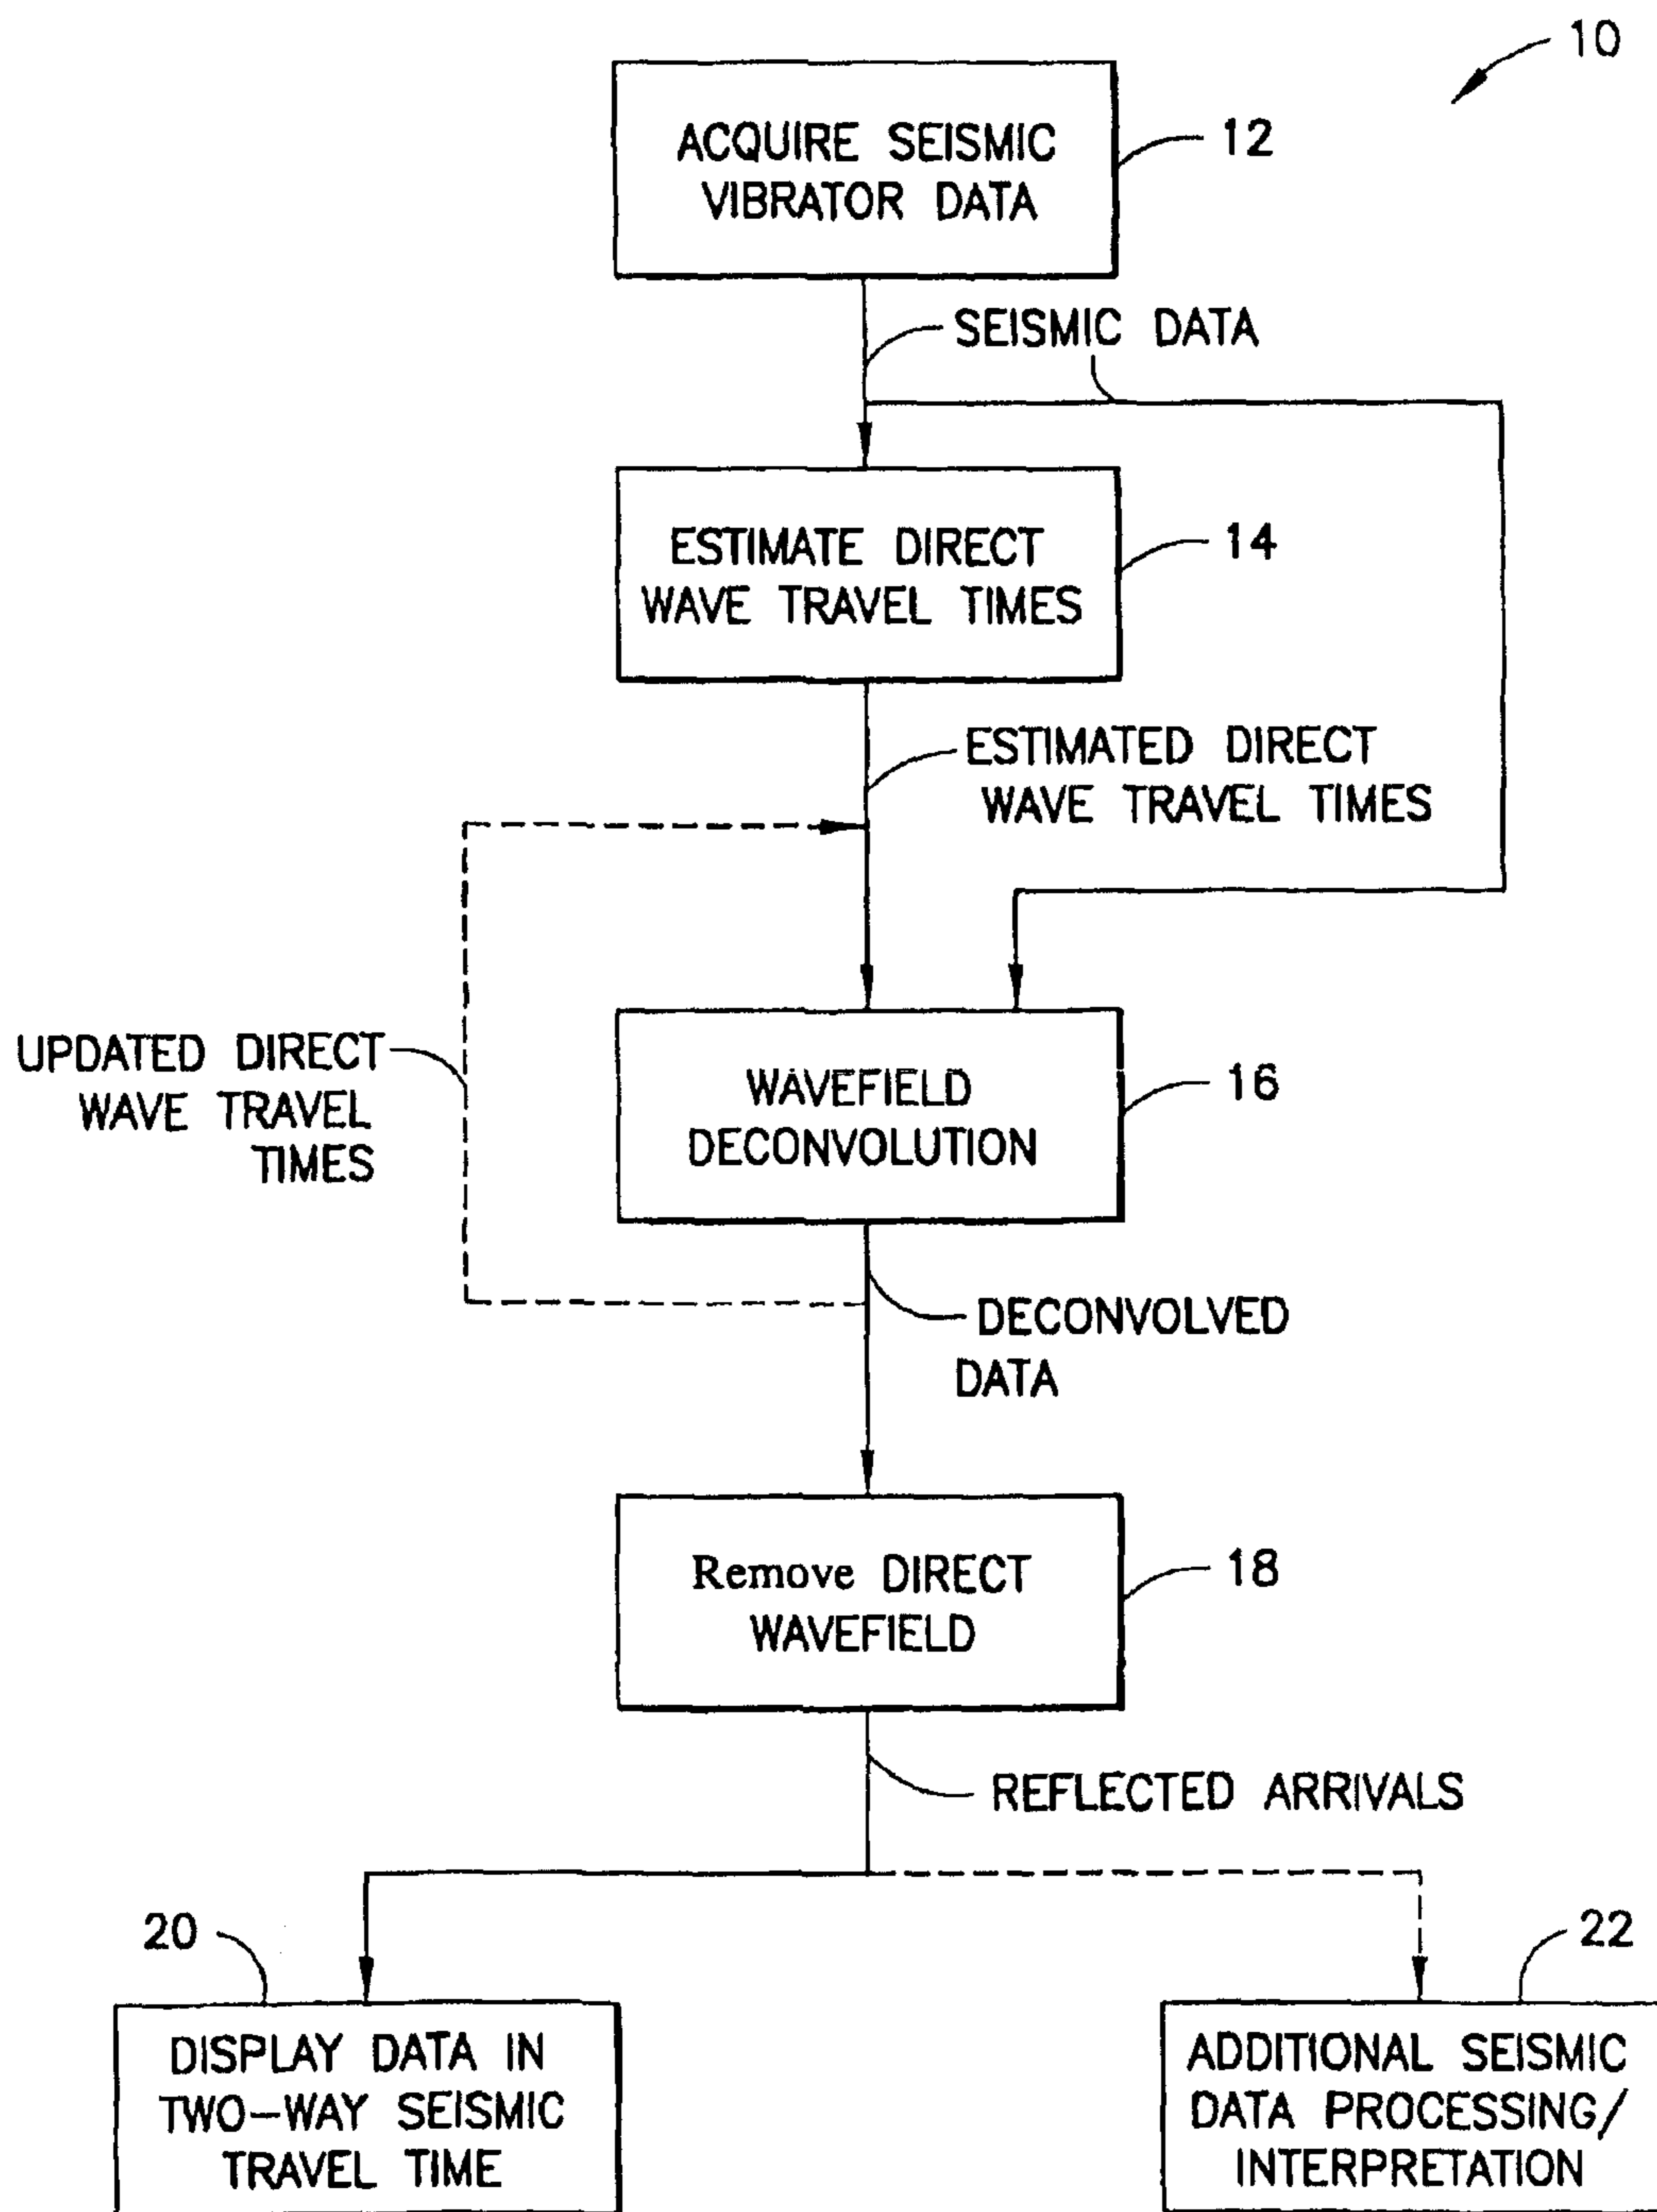 10
ACQUIRE SEISMIC
VIBRATOR DATA
12
SEISMIC DATA
ESTIMATE DIRECT
WAVE TRAVEL TIMES
14
ESTIMATED DIRECT
WAVE TRAVEL TIMES
UPDATED DIRECT
WAVE TRAVEL
TIMES
WAVEFIELD
DECONVOLUTION
16
DECONVOLVED
DATA
Remove DIRECT
WAVEFIELD
18
REFLECTED ARRIVALS
20
DISPLAY DATA IN
TWO-WAY SEISMIC
TRAVEL TIME
22
ADDITIONAL SEISMIC
DATA PROCESSING/
INTERPRETATION